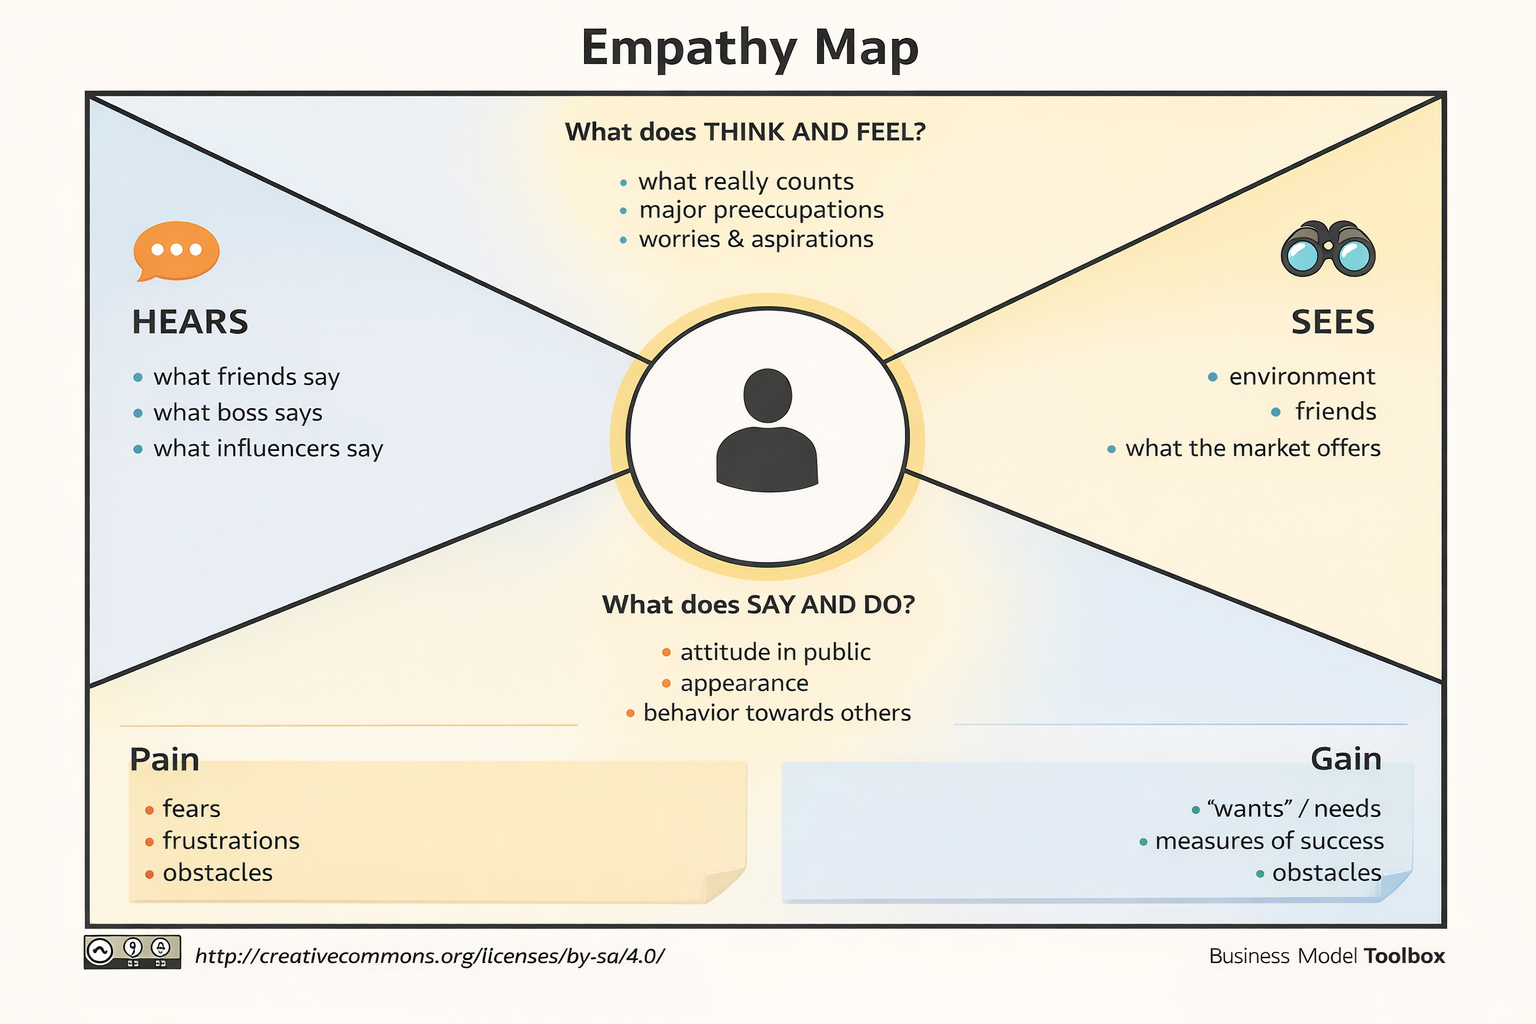 Empathy Map
What does THINK AND FEEL?
• what really counts
• major preeccupations
• worries & aspirations
HEARS
• what friends say
• what boss says
• what influencers say
SEES
• environment
• friends
• what the market offers
What does SAY AND DO?
• attitude in public
• appearance
• behavior towards others
Pain
• fears
• frustrations
• obstacles
Gain
• “wants” / needs
• measures of success
• obstacles
http://creativecommons.org/licenses/by-sa/4.0/
Business Model Toolbox